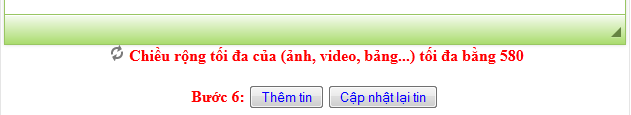 Chiều rộng tối đa của (ảnh, video, bảng...) tối đa bằng 580
Bước 6: Thêm tin Cập nhật lại tin